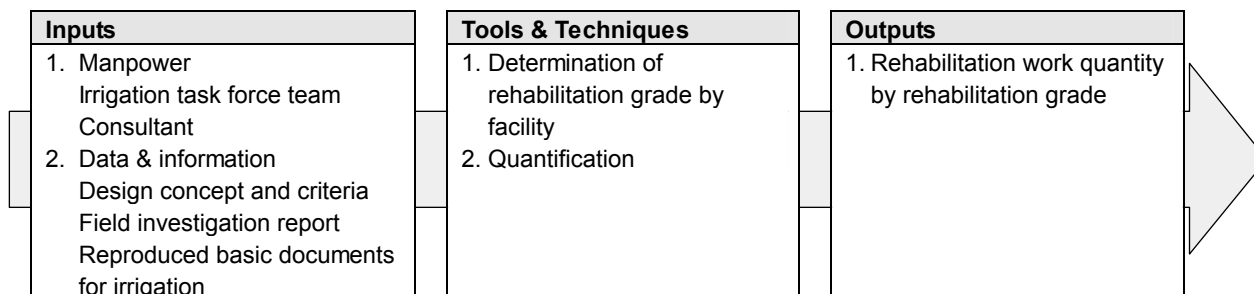 Inputs
1. Manpower
Irrigation task force team
Consultant
2. Data & information
Design concept and criteria
Field investigation report
Reproduced basic documents
for irrigation
Tools & Techniques
1. Determination of
rehabilitation grade by
facility
2. Quantification
Outputs
1. Rehabilitation work quantity
by rehabilitation grade